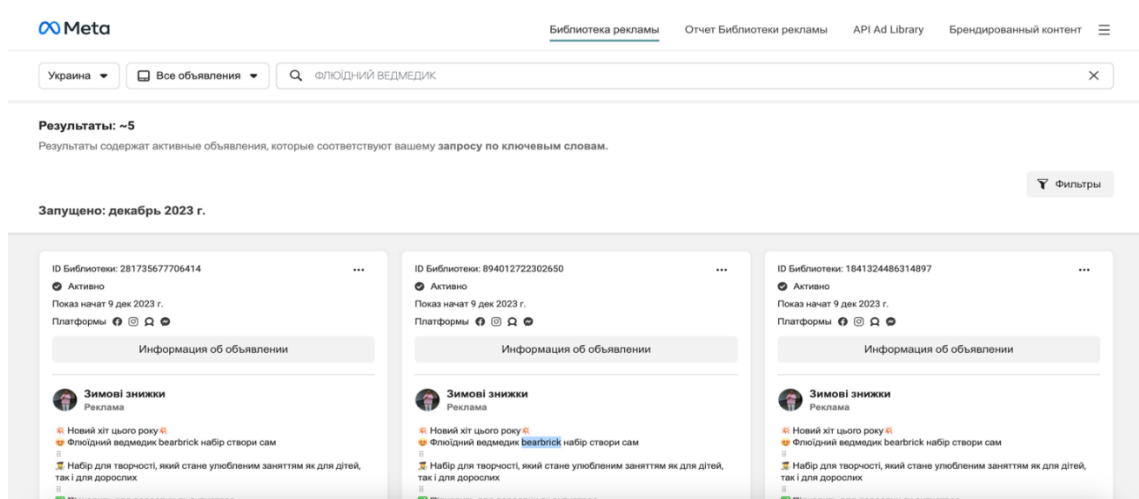 Meta
Библиотека рекламы Отчет Библиотеки рекламы API Ad Library Брендированный контент
Украина Все объявления ФЛЮЇДНИЙ ВЕДМЕДИК
Результаты: ~5
Результаты содержат активные объявления, которые соответствуют вашему запросу по ключевым словам.
Фильтры
Запущено: декабрь 2023 г.
ID Библиотеки: 281735677706414
Активно
Показ начат 9 дек 2023 г.
Платформы
Информация об объявлении
Зимові знижки
Реклама
Новий хіт цього року
Флюїдний ведмедик bearbrick набір створи сам
Набір для творчості, який стане улюбленим заняттям як для дітей,
так і для дорослих
ID Библиотеки: 894012722302650
Активно
Показ начат 9 дек 2023 г.
Платформы
Информация об объявлении
Зимові знижки
Реклама
Новий хіт цього року
Флюїдний ведмедик bearbrick набір створи сам
Набір для творчості, який стане улюбленим заняттям як для дітей,
так і для дорослих
ID Библиотеки: 1841324486314897
Активно
Показ начат 9 дек 2023 г.
Платформы
Информация об объявлении
Зимові знижки
Реклама
Новий хіт цього року
Флюїдний ведмедик bearbrick набір створи сам
Набір для творчості, який стане улюбленим заняттям як для дітей,
так і для дорослих